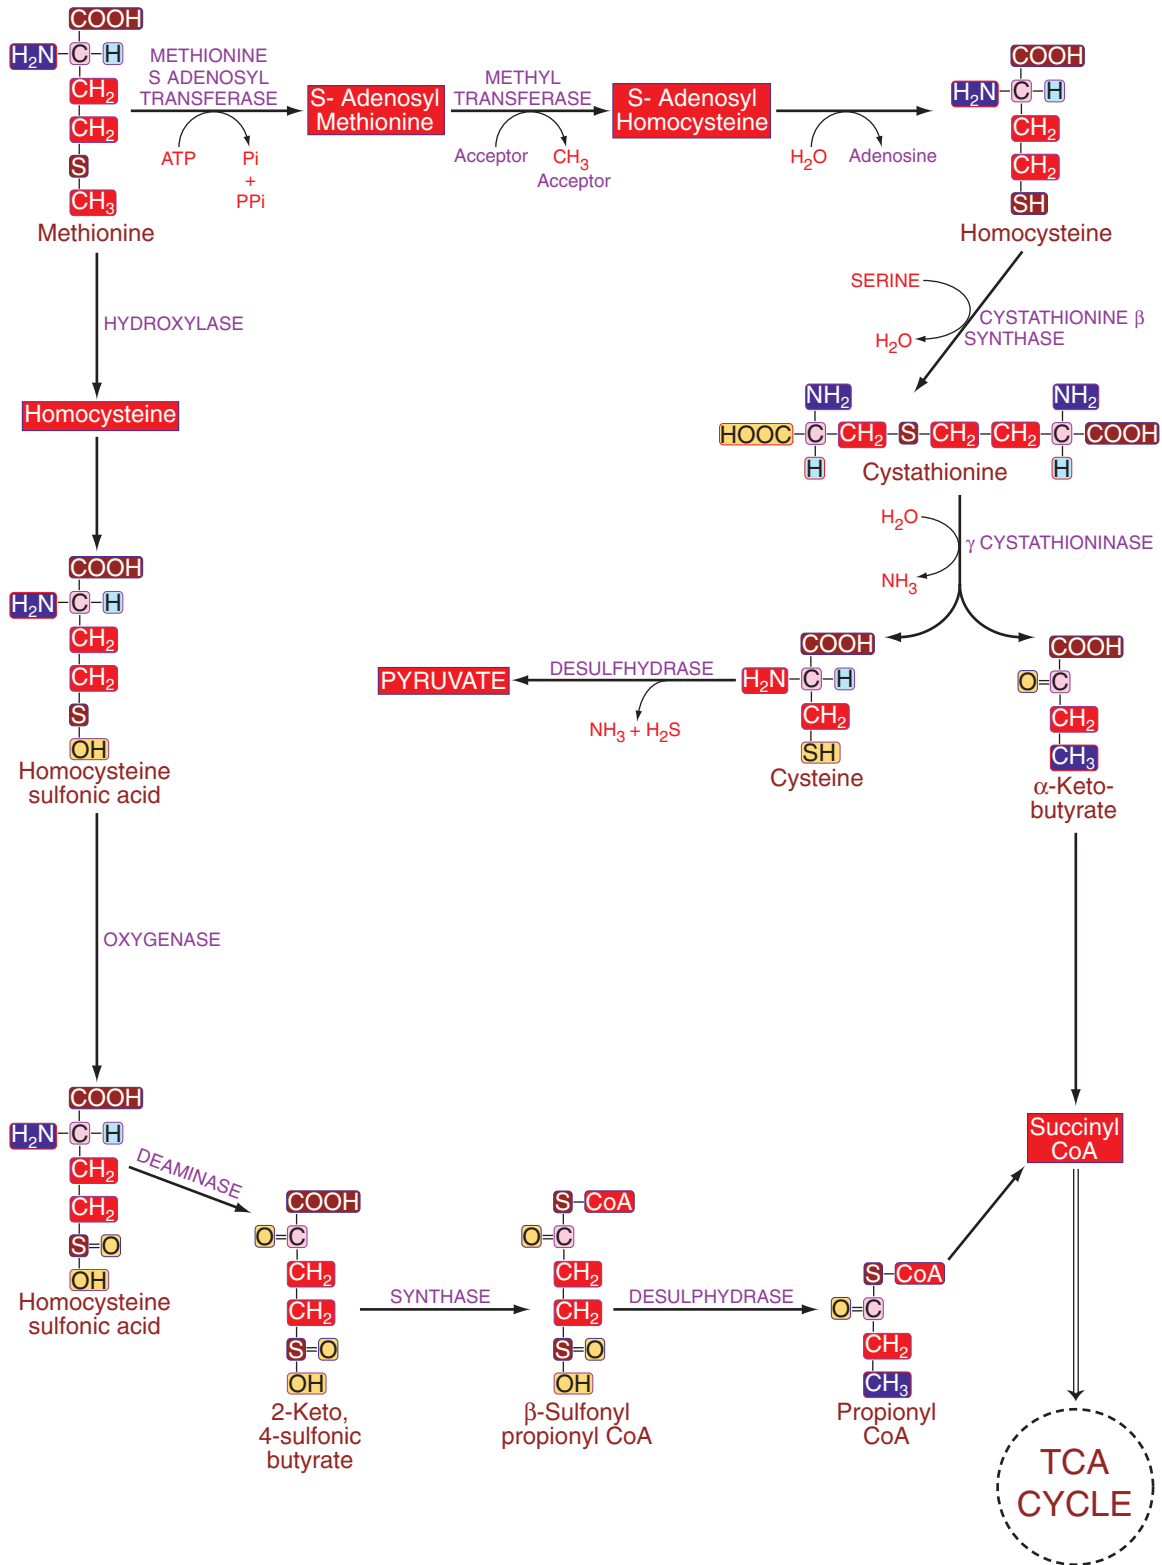 COOH
H₂N–C–H
CH₂
CH₂
S
CH₃
Methionine
METHIONINE
S ADENOSYL
TRANSFERASE
ATP
Pi
+
PPi
S- Adenosyl
Methionine
METHYL
TRANSFERASE
Acceptor
CH₃
Acceptor
S- Adenosyl
Homocysteine
H₂O
Adenosine
COOH
H₂N–C–H
CH₂
CH₂
SH
Homocysteine
HYDROXYLASE
SERINE
H₂O
CYSTATHIONINE β
SYNTHASE
Homocysteine
NH₂ NH₂
HOOC–C–CH₂–S–CH₂–CH₂–C–COOH
H H
Cystathionine
H₂O
NH₃
γ CYSTATHIONINASE
COOH
H₂N–C–H
CH₂
CH₂
S
OH
Homocysteine
sulfonic acid
PYRUVATE
DESULFHYDRASE
NH₃ + H₂S
COOH
H₂N–C–H
CH₂
SH
Cysteine
COOH
O=C
CH₂
CH₃
α-Keto-
butyrate
OXYGENASE
COOH
H₂N–C–H
CH₂
CH₂
S=O
OH
Homocysteine
sulfonic acid
DEAMINASE
COOH
O=C
CH₂
CH₂
S=O
OH
2-Keto,
4-sulfonic
butyrate
SYNTHASE
S–CoA
O=C
CH₂
CH₂
S=O
OH
β-Sulfonyl
propionyl CoA
DESULPHYDRASE
S–CoA
O=C
CH₂
CH₃
Propionyl
CoA
Succinyl
CoA
TCA
CYCLE